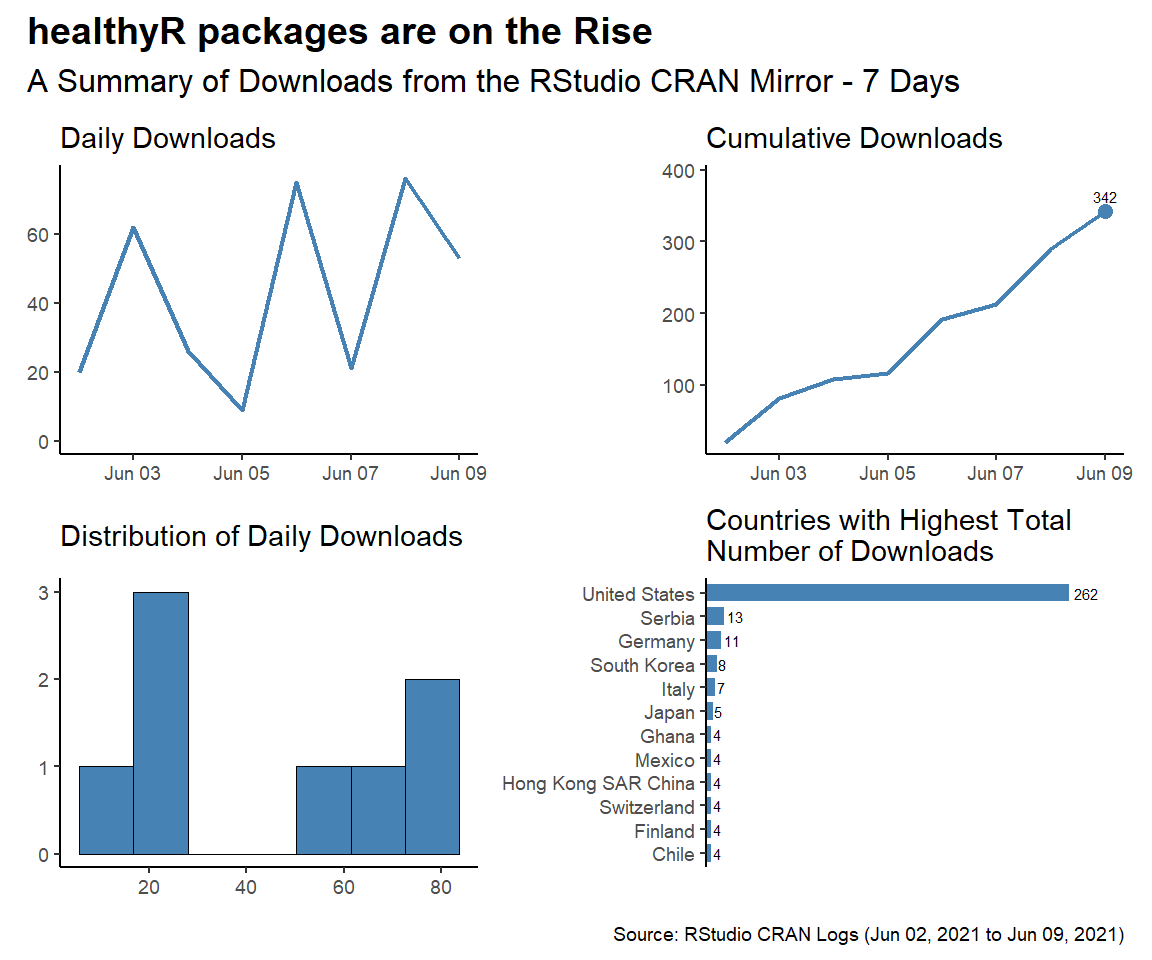 healthyR packages are on the Rise
A Summary of Downloads from the RStudio CRAN Mirror - 7 Days
Daily Downloads
60
40
20
0
Jun 03 Jun 05 Jun 07 Jun 09
Cumulative Downloads
400
300
200
100
342
Jun 03 Jun 05 Jun 07 Jun 09
Distribution of Daily Downloads
3
2
1
0
20 40 60 80
Countries with Highest Total
Number of Downloads
United States 262
Serbia 13
Germany 11
South Korea 8
Italy 7
Japan 5
Ghana 4
Mexico 4
Hong Kong SAR China 4
Switzerland 4
Finland 4
Chile 4
Source: RStudio CRAN Logs (Jun 02, 2021 to Jun 09, 2021)